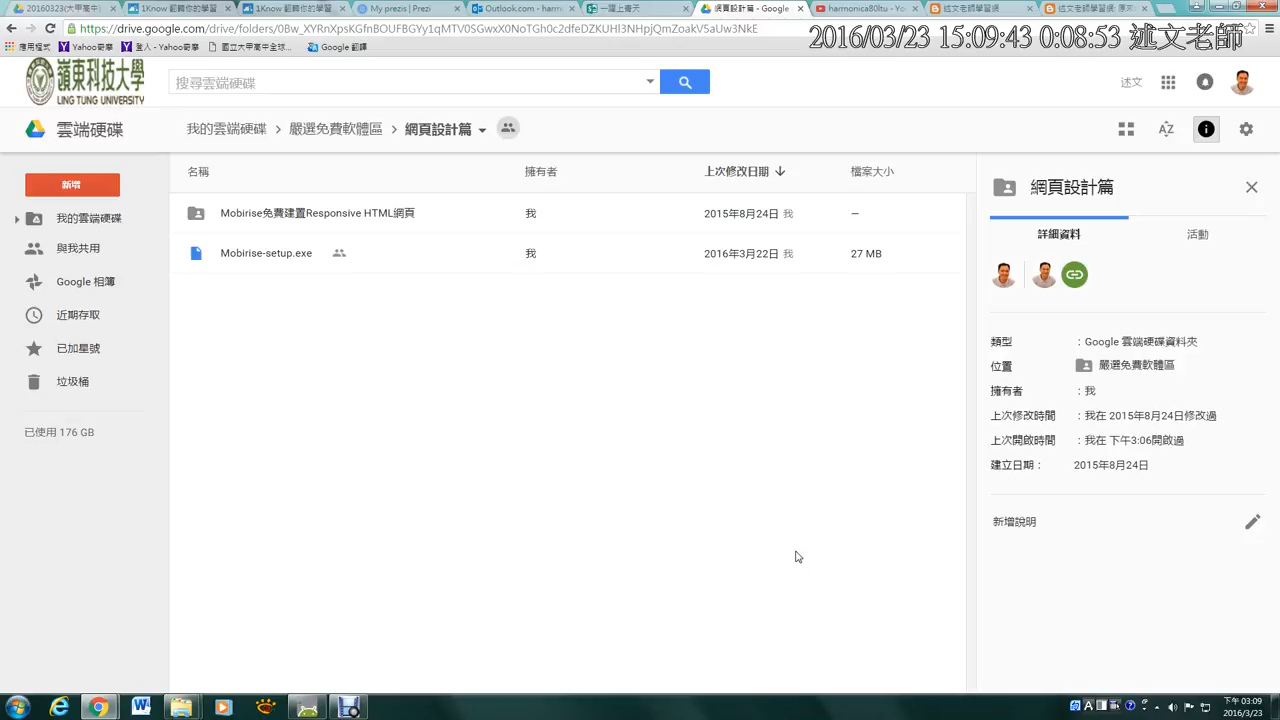 20160323(大甲高中
1Know 翻轉你的學習
1Know 翻轉你的學習
My prezis | Prezi
Outlook.com - harm
網頁設計篇 - Google
harmonica80ltu - Yo
述文老師學習網
述文老師學習網: 
https://drive.google.com/drive/folders/0Bw_XYRnXpsKGfnBOUFBGYy1qMTV0SGwxX0NoTGh0c2dfeDZKUHl3NHpjQmZoakV5aUw3NkE
2016/03/23 15:09:43 0:08:53 述文老師
應用程式
Yahoo奇摩
登入 - Yahoo奇摩
國立大甲高中全球...
Google 翻譯
嶺東科技大學
LING TUNG UNIVERSITY
搜尋雲端硬碟
述文
雲端硬碟
我的雲端硬碟 > 嚴選免費軟體區 > 網頁設計篇
新增
我的雲端硬碟
與我共用
Google 相簿
近期存取
已加星號
垃圾桶
已使用 176 GB
名稱 擁有者 上次修改日期 檔案大小
Mobirise免費建置Responsive HTML網頁 我 2015年8月24日 我 —
Mobirise-setup.exe 我 2016年3月22日 我 27 MB
網頁設計篇
詳細資料 活動
類型 : Google 雲端硬碟資料夾
位置 嚴選免費軟體區
擁有者 : 我
上次修改時間 : 我在 2015年8月24日修改過
上次開啟時間 : 我在 下午3:06開啟過
建立日期: 2015年8月24日
新增說明
下午 03:09
2016/3/23